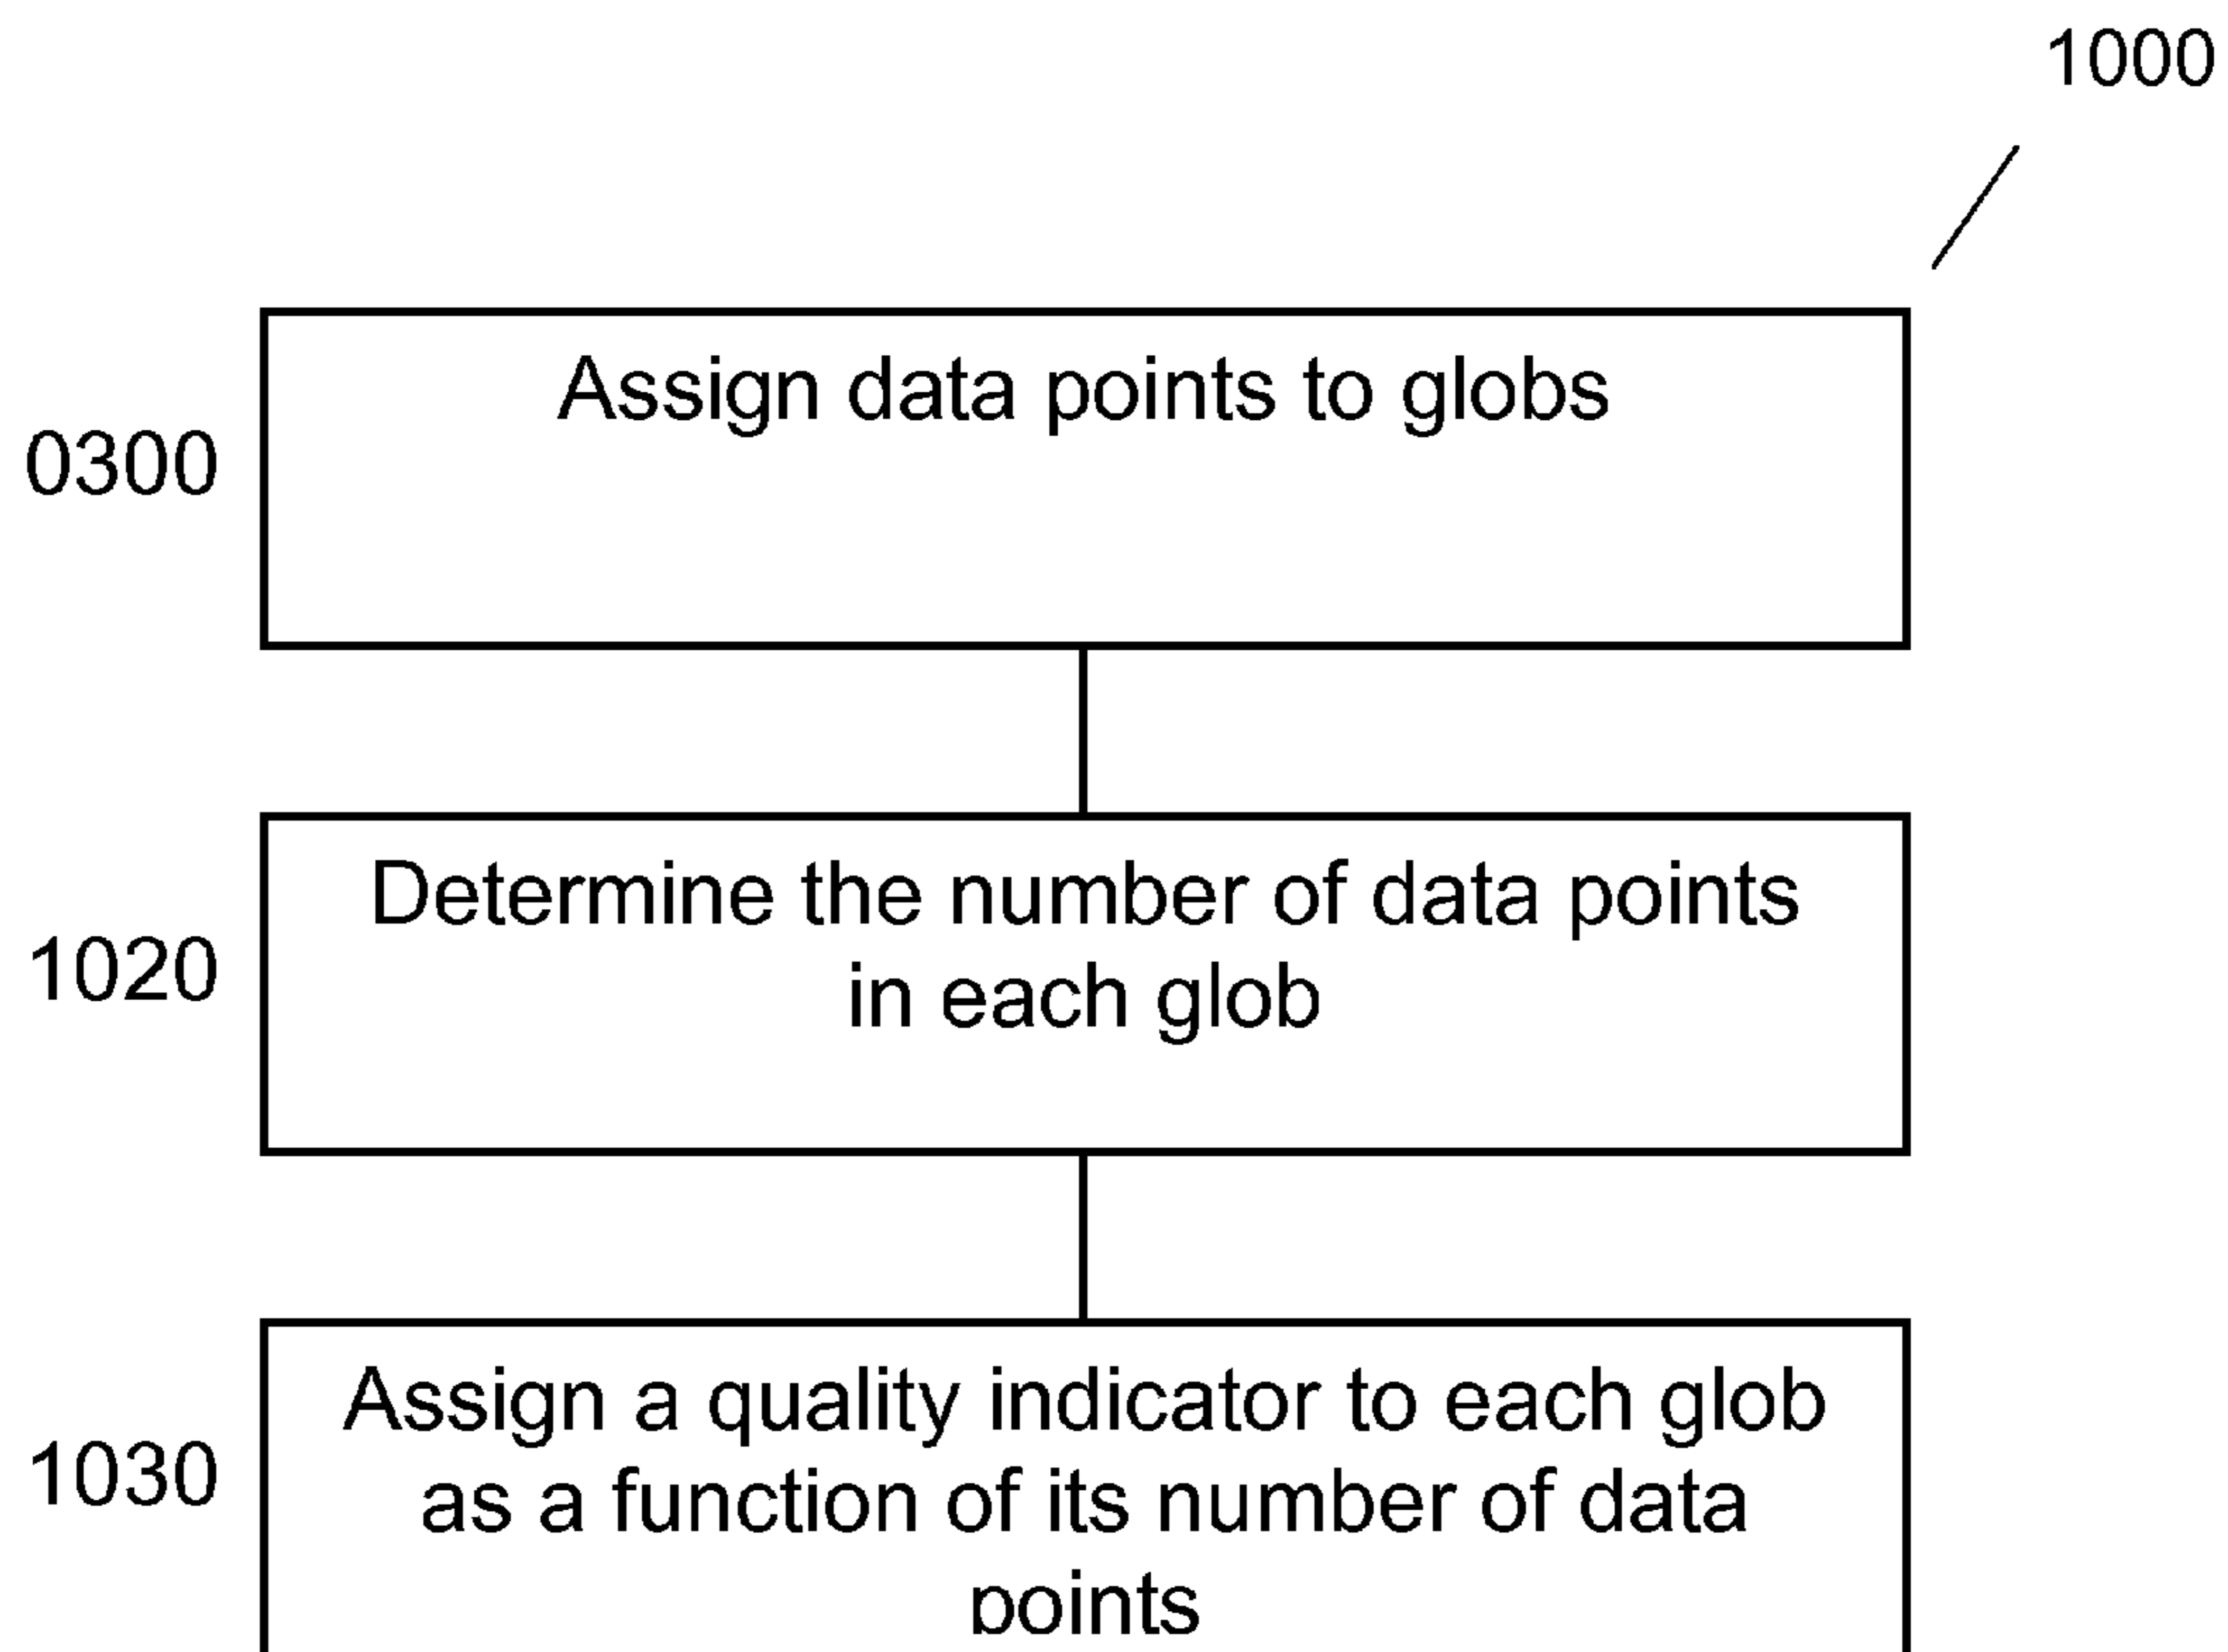 1000
Assign data points to globs
0300
Determine the number of data points
in each glob
1020
Assign a quality indicator to each glob
as a function of its number of data
points
1030